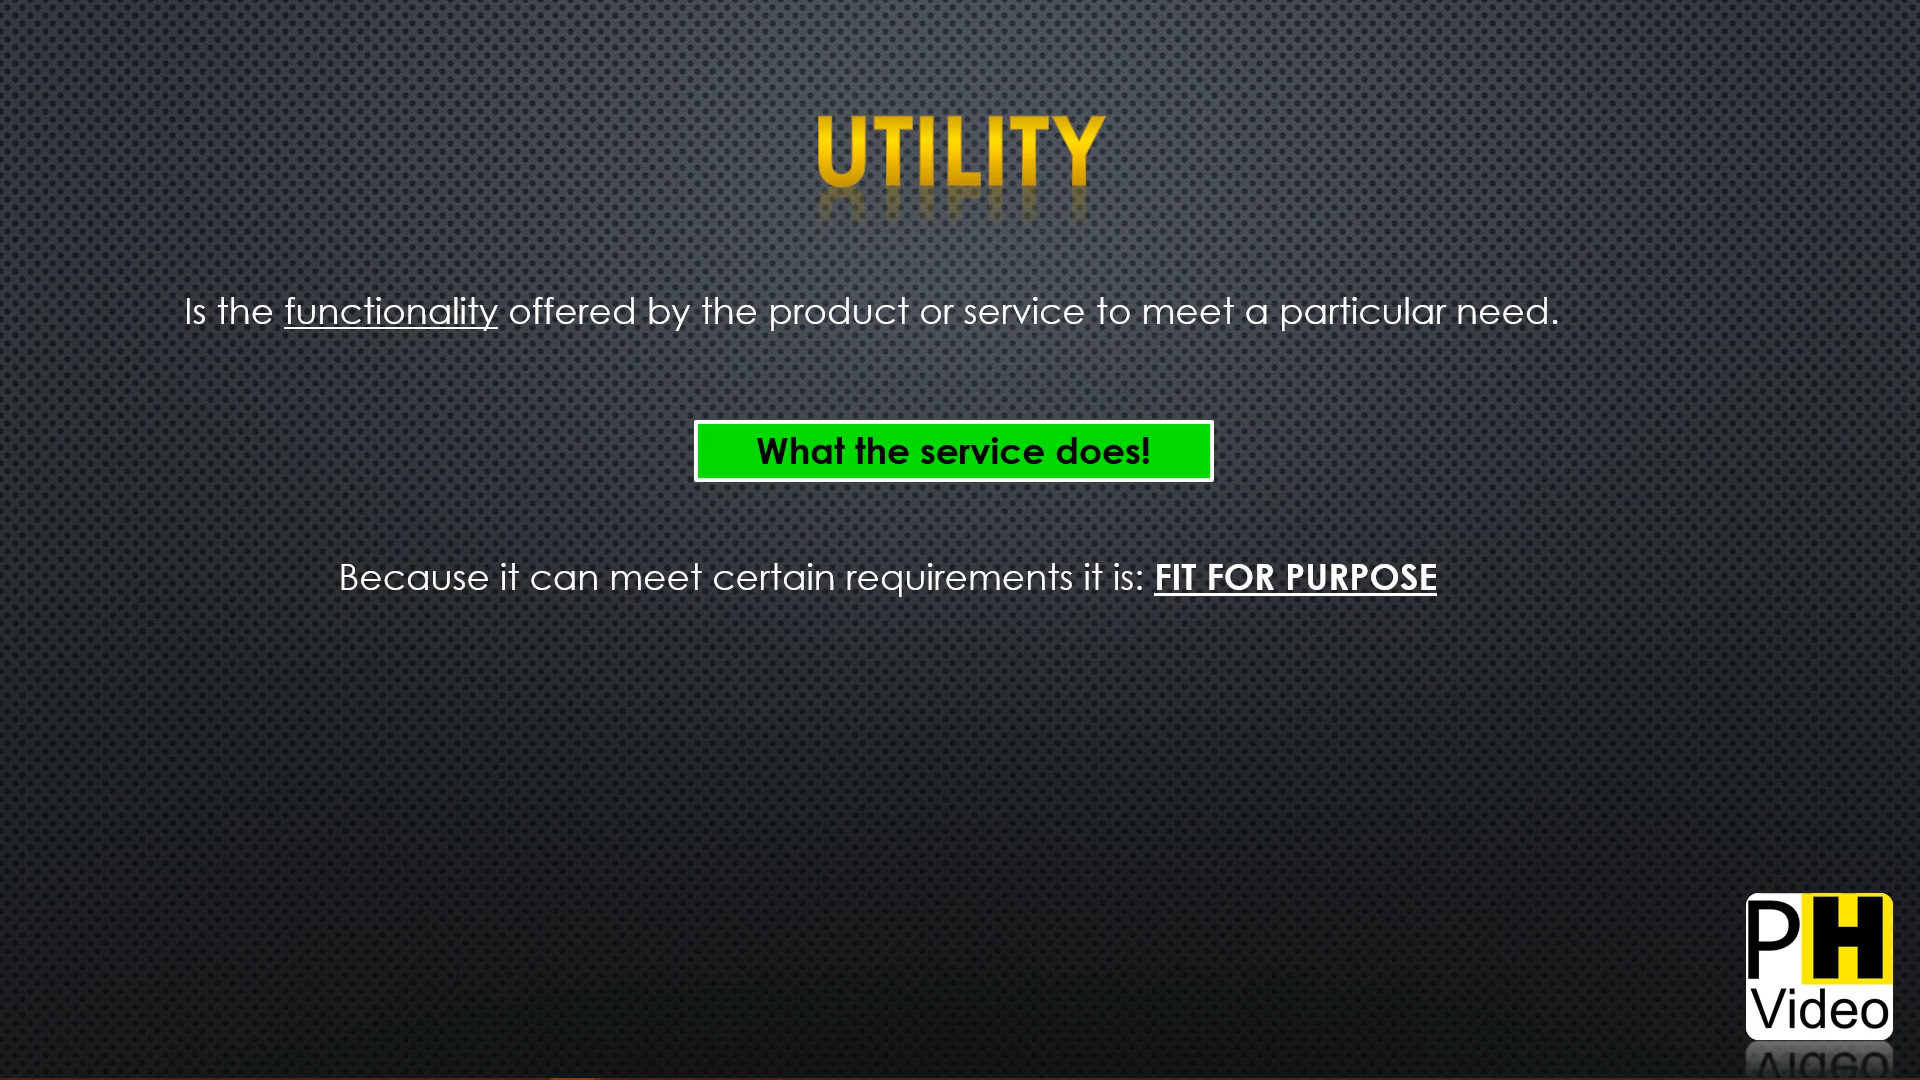 UTILITY
Is the functionality offered by the product or service to meet a particular need.
What the service does!
Because it can meet certain requirements it is: FIT FOR PURPOSE
PH
Video